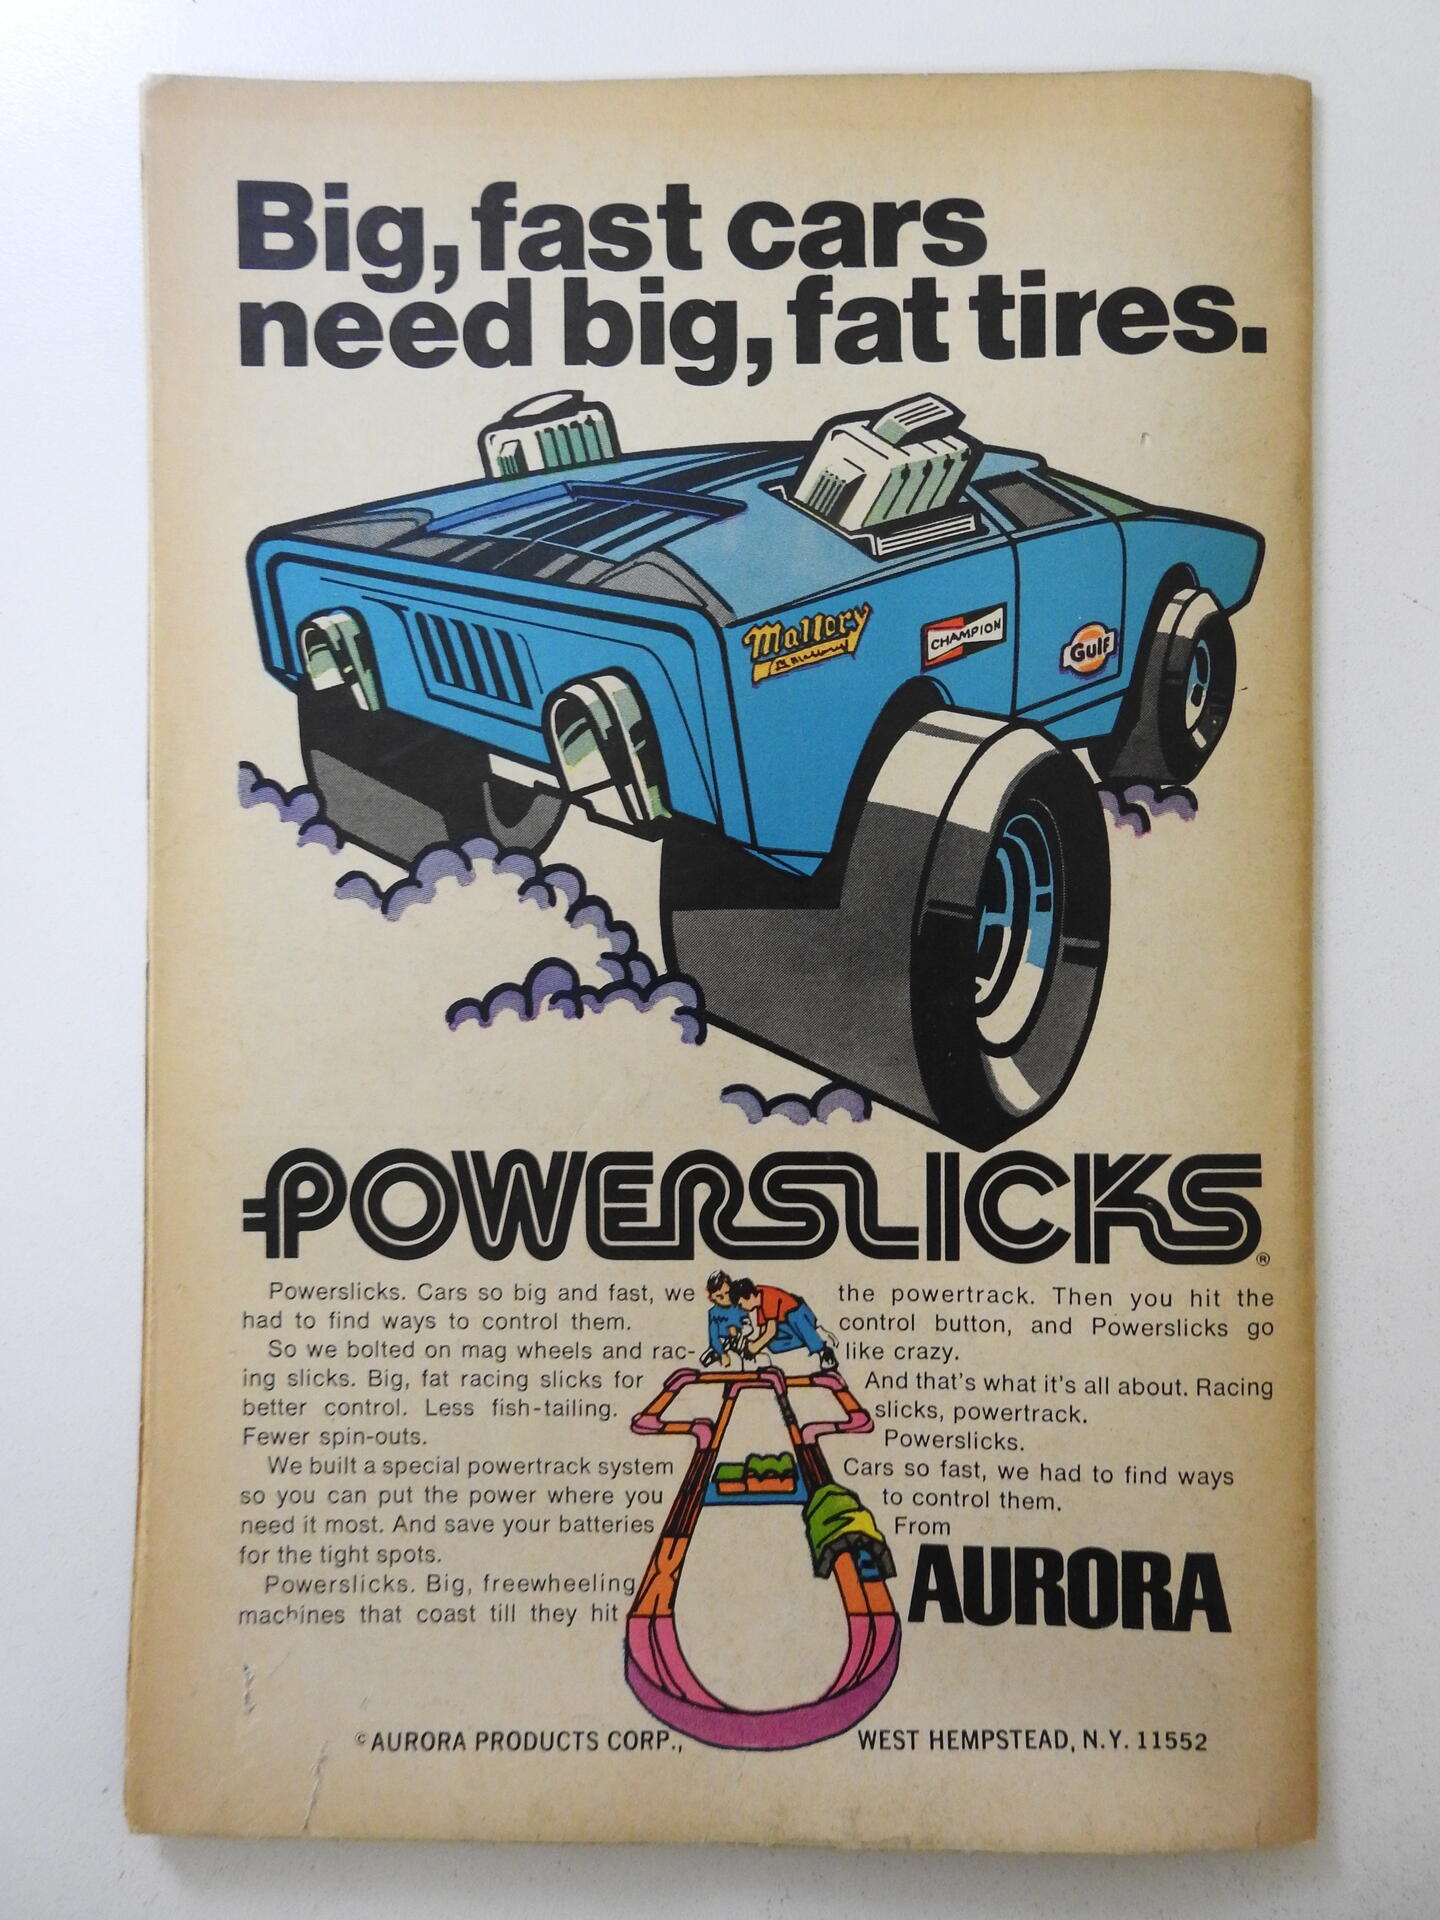 Big, fast cars
need big, fat tires.
Mallory
CHAMPION
Gulf
POWERSLICKS®
Powerslicks. Cars so big and fast, we
had to find ways to control them.
So we bolted on mag wheels and rac-
ing slicks. Big, fat racing slicks for
better control. Less fish-tailing.
Fewer spin-outs.
We built a special powertrack system
so you can put the power where you
need it most. And save your batteries
for the tight spots.
Powerslicks. Big, freewheeling
machines that coast till they hit
the powertrack. Then you hit the
control button, and Powerslicks go
like crazy.
And that's what it's all about. Racing
slicks, powertrack.
Powerslicks.
Cars so fast, we had to find ways
to control them.
From
AURORA
©AURORA PRODUCTS CORP., WEST HEMPSTEAD, N.Y. 11552